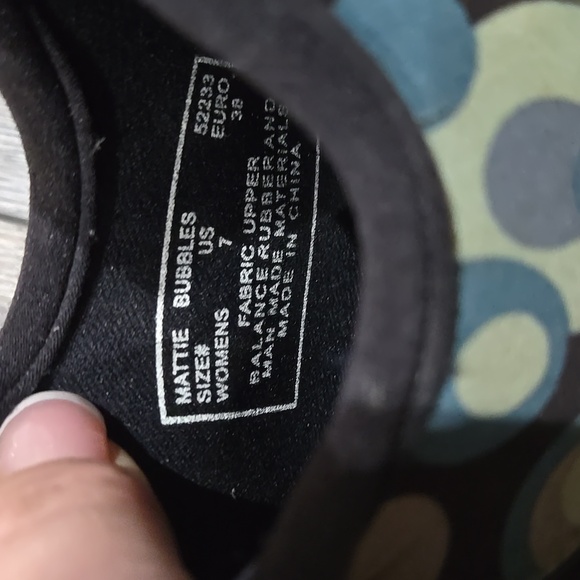 MATTIE BUBBLES 52233
SIZE# US EURO
WOMENS 7 38
FABRIC UPPER
BALANCE RUBBER AND
MAN MADE MATERIALS
MADE IN CHINA